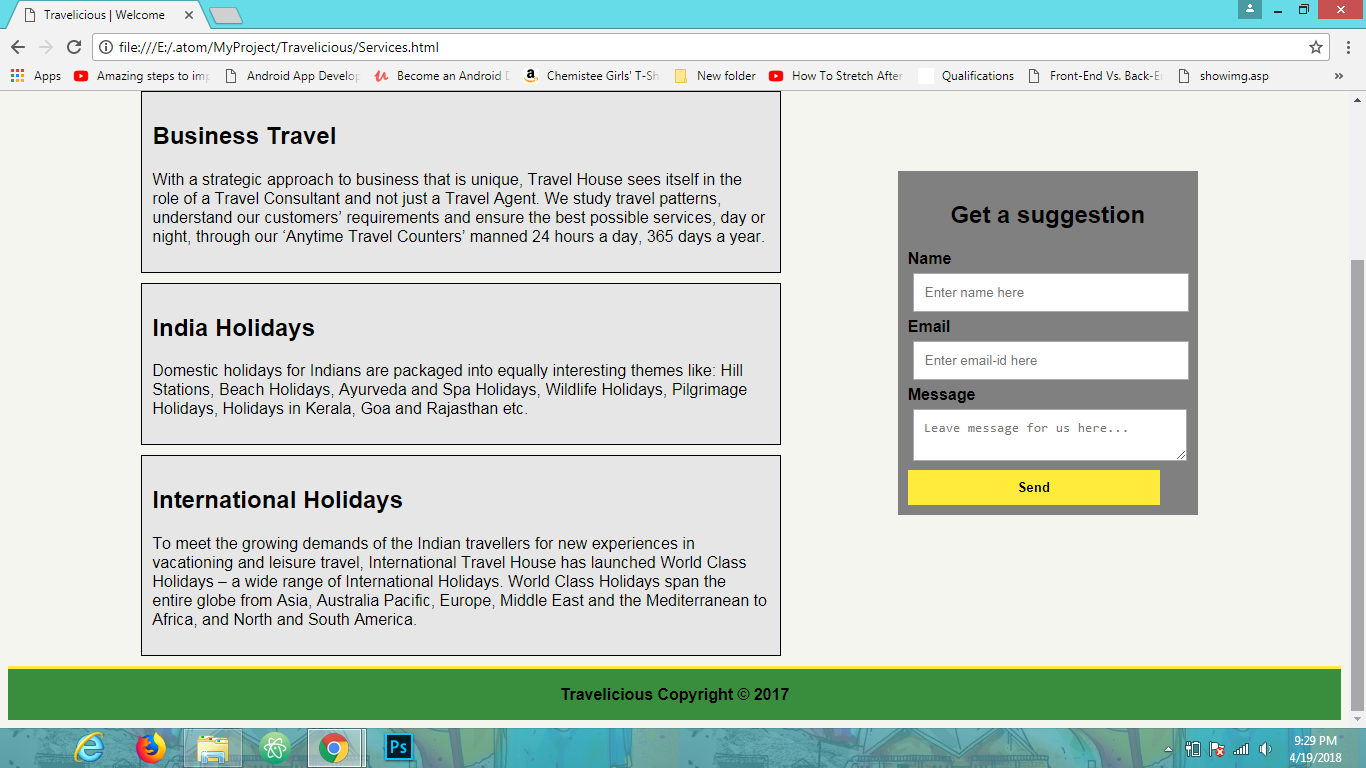 Travelicious | Welcome
file:///E:/.atom/MyProject/Travelicious/Services.html
Apps
Amazing steps to imp
Android App Develop
Become an Android D
Chemistee Girls' T-Sh
New folder
How To Stretch After
Qualifications
Front-End Vs. Back-E
showimg.asp
»
Business Travel
With a strategic approach to business that is unique, Travel House sees itself in the
role of a Travel Consultant and not just a Travel Agent. We study travel patterns,
understand our customers’ requirements and ensure the best possible services, day or
night, through our ‘Anytime Travel Counters’ manned 24 hours a day, 365 days a year.
India Holidays
Domestic holidays for Indians are packaged into equally interesting themes like: Hill
Stations, Beach Holidays, Ayurveda and Spa Holidays, Wildlife Holidays, Pilgrimage
Holidays, Holidays in Kerala, Goa and Rajasthan etc.
International Holidays
To meet the growing demands of the Indian travellers for new experiences in
vacationing and leisure travel, International Travel House has launched World Class
Holidays – a wide range of International Holidays. World Class Holidays span the
entire globe from Asia, Australia Pacific, Europe, Middle East and the Mediterranean to
Africa, and North and South America.
Get a suggestion
Name
Enter name here
Email
Enter email-id here
Message
Leave message for us here...
Send
Travelicious Copyright © 2017
Ps
9:29 PM
4/19/2018